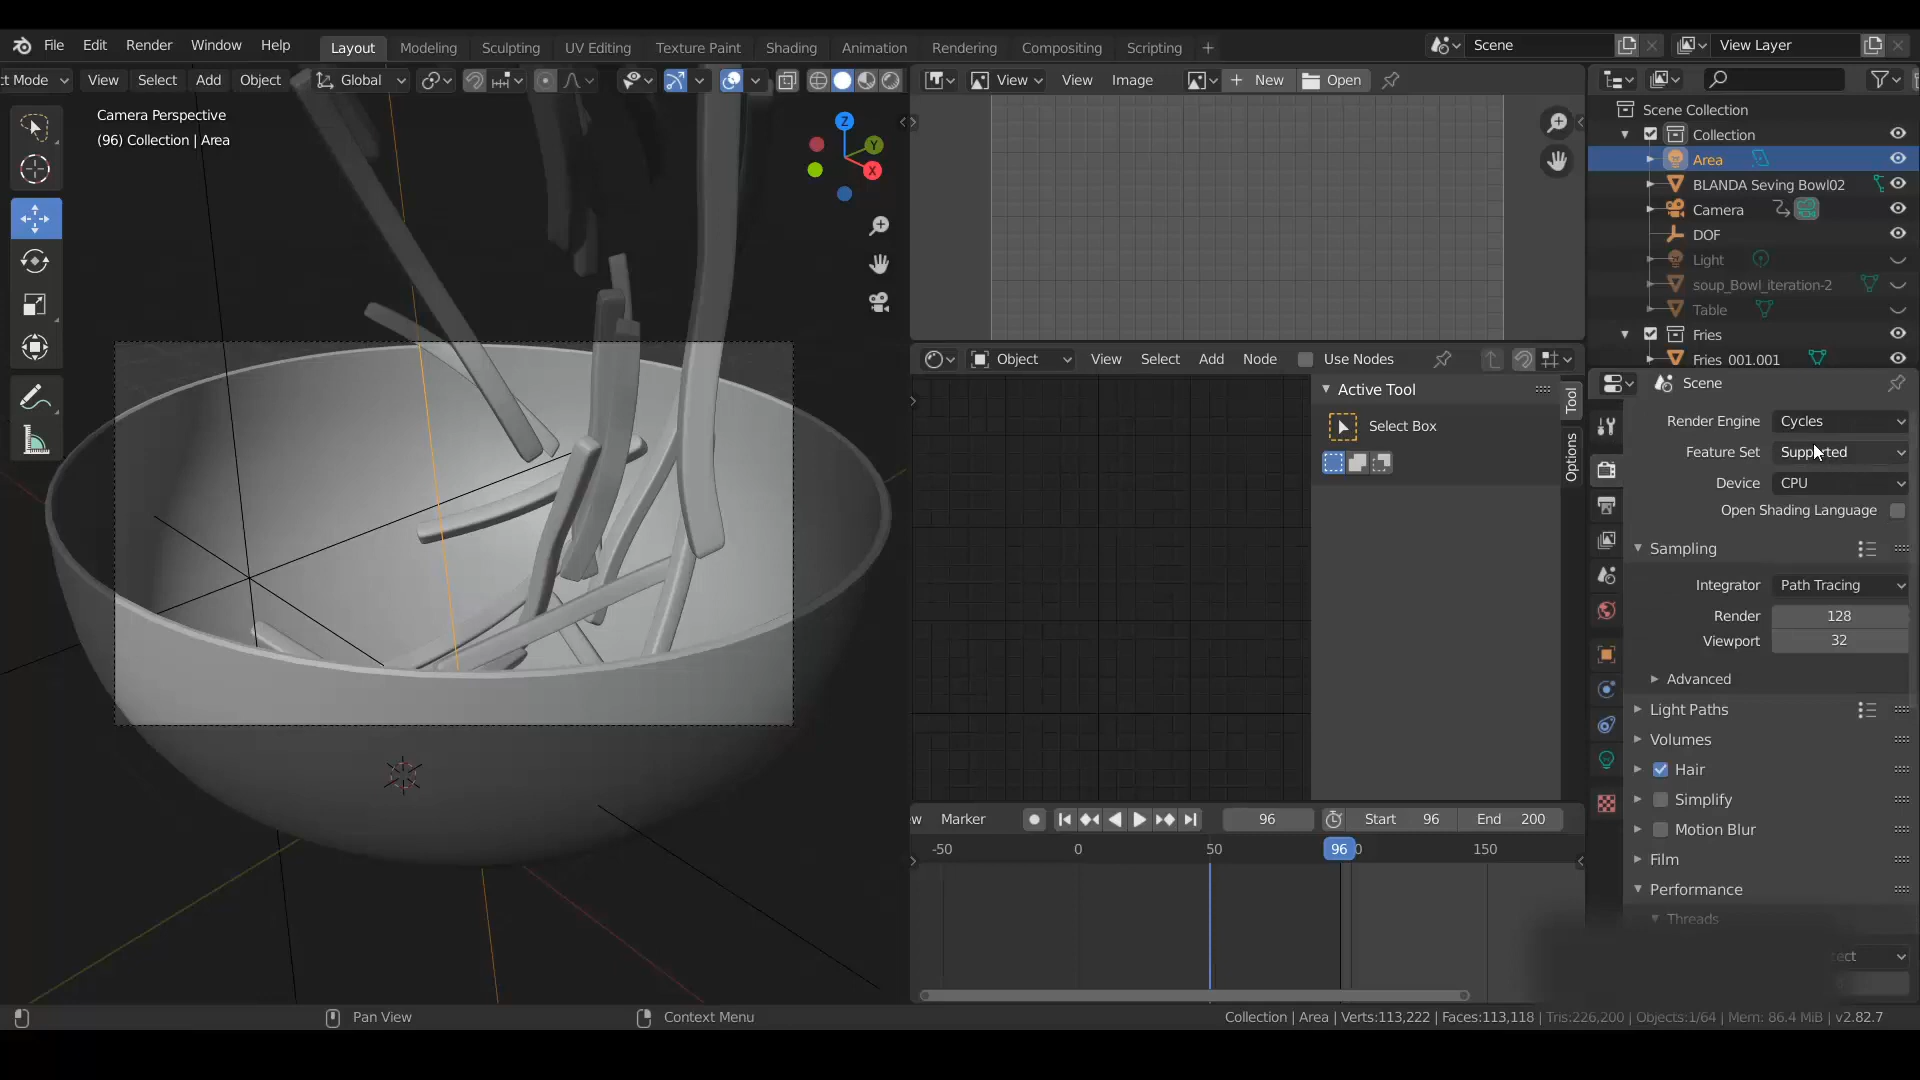 File Edit Render Window Help Layout Modeling Sculpting UV Editing Texture Paint Shading Animation Rendering Compositing Scripting + Scene View Layer
t Mode View Select Add Object Global View View Image New Open
Camera Perspective
(96) Collection | Area
Z
Y
X
Scene Collection
Collection
Area
BLANDA Seving Bowl02
Camera
DOF
Light
soup_Bowl_iteration-2
Table
Fries
Fries 001.001
Object View Select Add Node Use Nodes
Active Tool
Select Box
Tool
Options
Scene
Render Engine Cycles
Feature Set Supported
Device CPU
Open Shading Language
Sampling
Integrator Path Tracing
Render 128
Viewport 32
Advanced
Light Paths
Volumes
Hair
Simplify
Motion Blur
Film
Performance
Threads
ect
w Marker 96 Start 96 End 200
-50 0 50 96 0 150
Pan View Context Menu Collection | Area | Verts:113,222 | Faces:113,118 | Tris:226,200 | Objects:1/64 | Mem: 86.4 MiB | v2.82.7